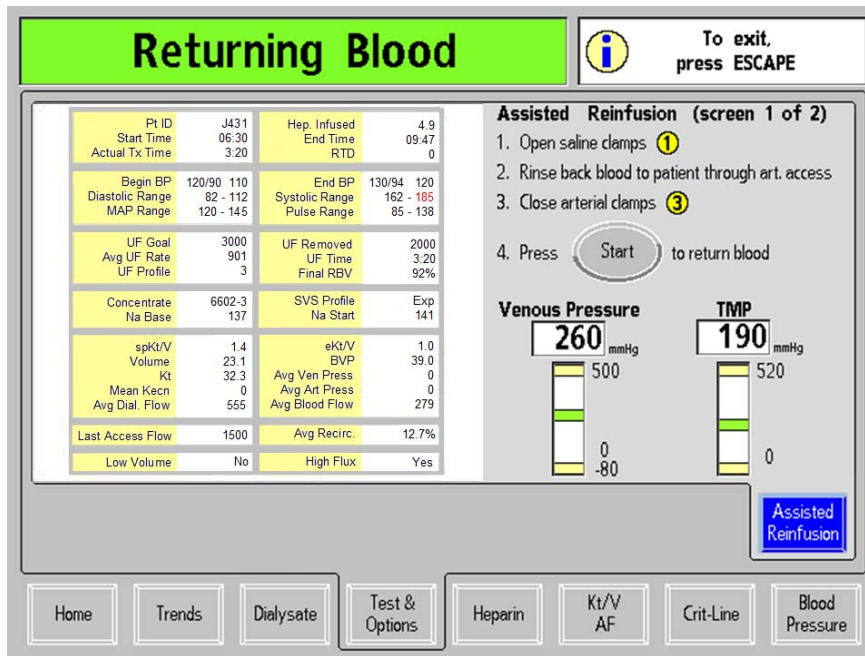 Returning Blood
i
To exit,
press ESCAPE
Pt ID J431 Hep. Infused 4.9
Start Time 06:30 End Time 09:47
Actual Tx Time 3:20 RTD 0
Begin BP 120/90 110 End BP 130/94 120
Diastolic Range 82 - 112 Systolic Range 162 - 185
MAP Range 120 - 145 Pulse Range 85 - 138
UF Goal 3000 UF Removed 2000
Avg UF Rate 901 UF Time 3:20
UF Profile 3 Final RBV 92%
Concentrate 6602-3 SVS Profile Exp
Na Base 137 Na Start 141
spKt/V 1.4 eKt/V 1.0
Volume 23.1 BVP 39.0
Kt 32.3 Avg Ven Press 0
Mean Kecn 0 Avg Art Press 0
Avg Dial. Flow 555 Avg Blood Flow 279
Last Access Flow 1500 Avg Recirc. 12.7%
Low Volume No High Flux Yes
Assisted Reinfusion (screen 1 of 2)
1. Open saline clamps 1
2. Rinse back blood to patient through art. access
3. Close arterial clamps 3
4. Press Start to return blood
Venous Pressure TMP
260 mmHg 190 mmHg
500 520
0 0
-80
Assisted
Reinfusion
Home Trends Dialysate Test &
Options Heparin Kt/V
AF Crit-Line Blood
Pressure